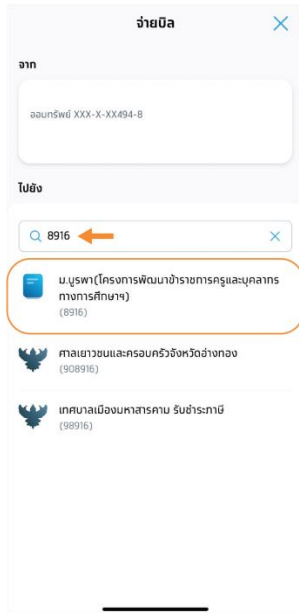 จ่ายบิล
จาก
ออมทรัพย์ XXX-X-XX494-8
ไปยัง
8916
ม.บูรพา(โครงการพัฒนาข้าราชการครูและบุคลากร
ทางการศึกษาฯ)
(8916)
ศาลเยาวชนและครอบครัวจังหวัดอ่างทอง
(908916)
เทศบาลเมืองมหาสารคาม รับชำระภาษี
(98916)